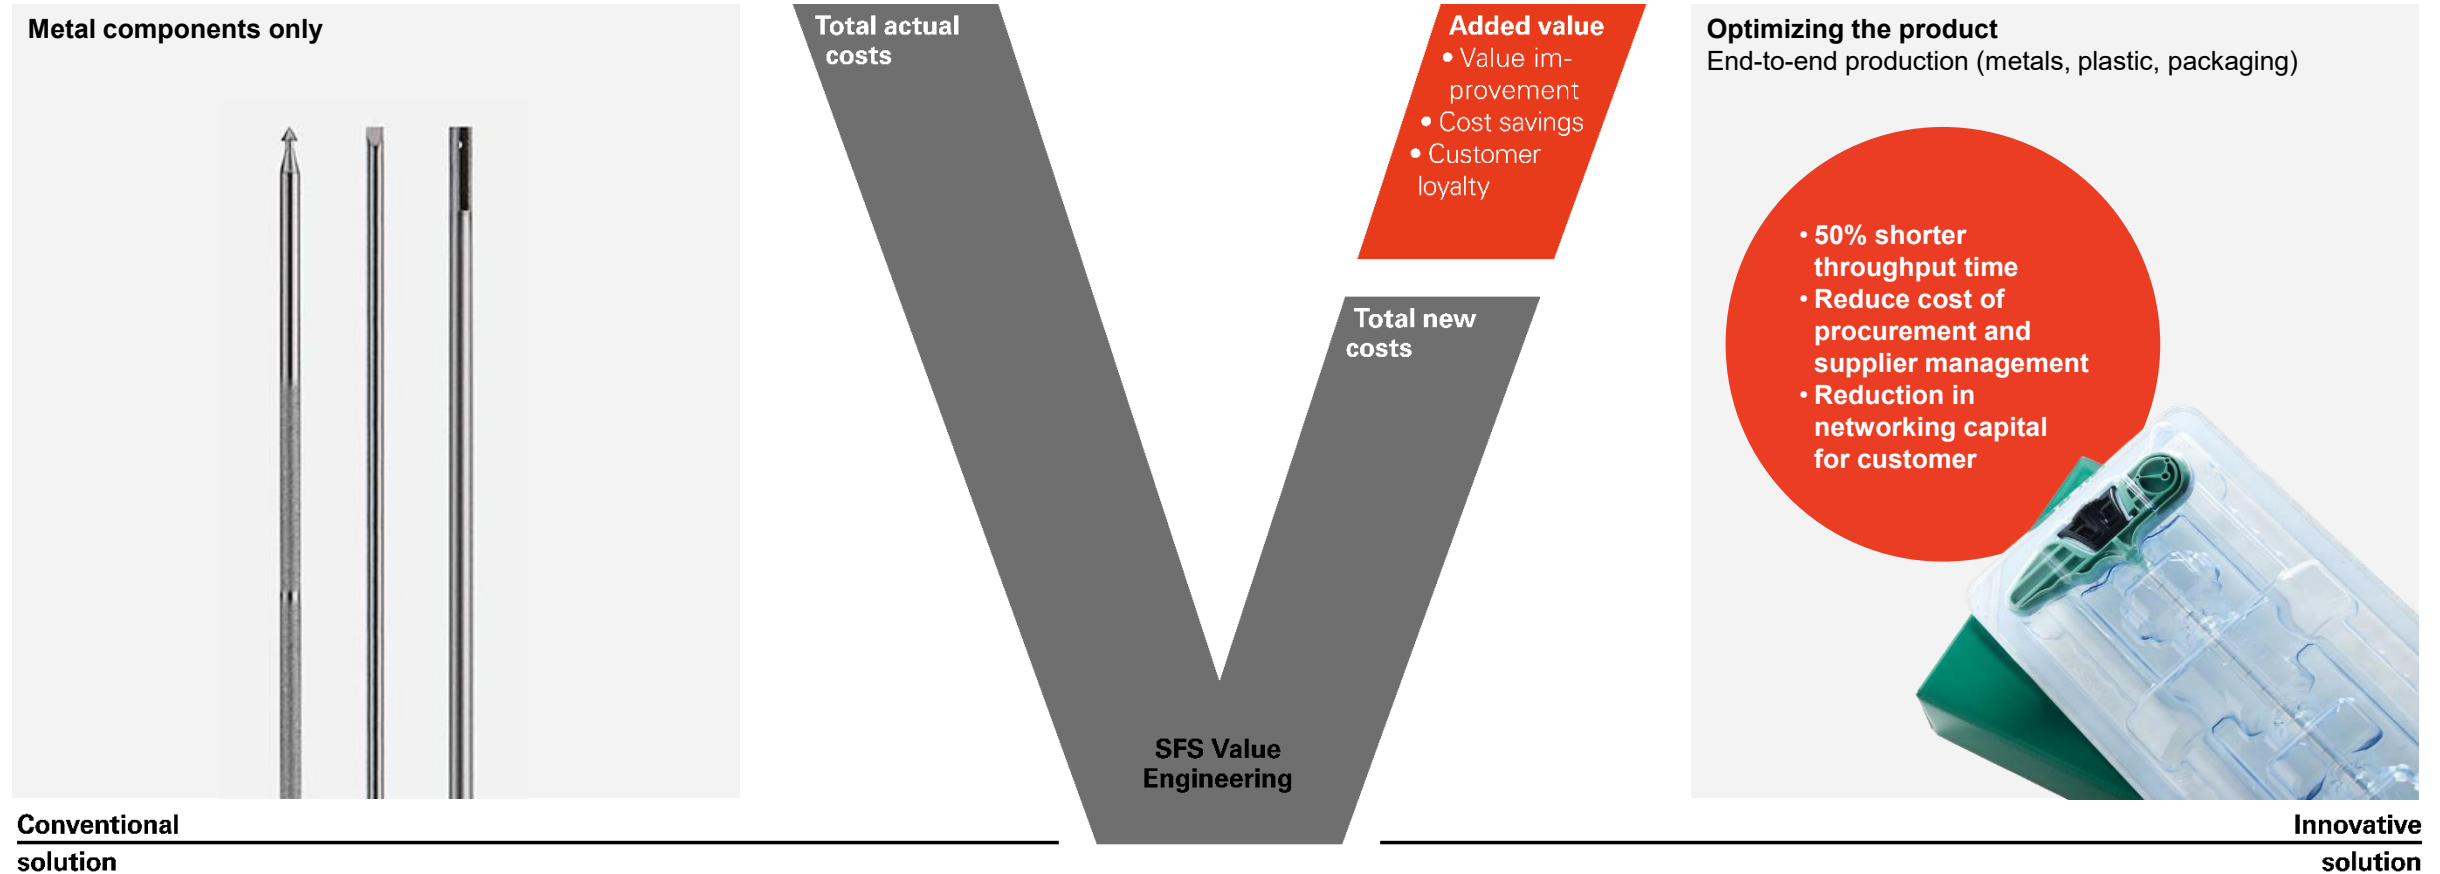 Metal components only
Total actual
costs
Added value
• Value im-
provement
• Cost savings
• Customer
loyalty
Total new
costs
SFS Value
Engineering
Optimizing the product
End-to-end production (metals, plastic, packaging)
• 50% shorter
throughput time
• Reduce cost of
procurement and
supplier management
• Reduction in
networking capital
for customer
Conventional
solution
Innovative
solution